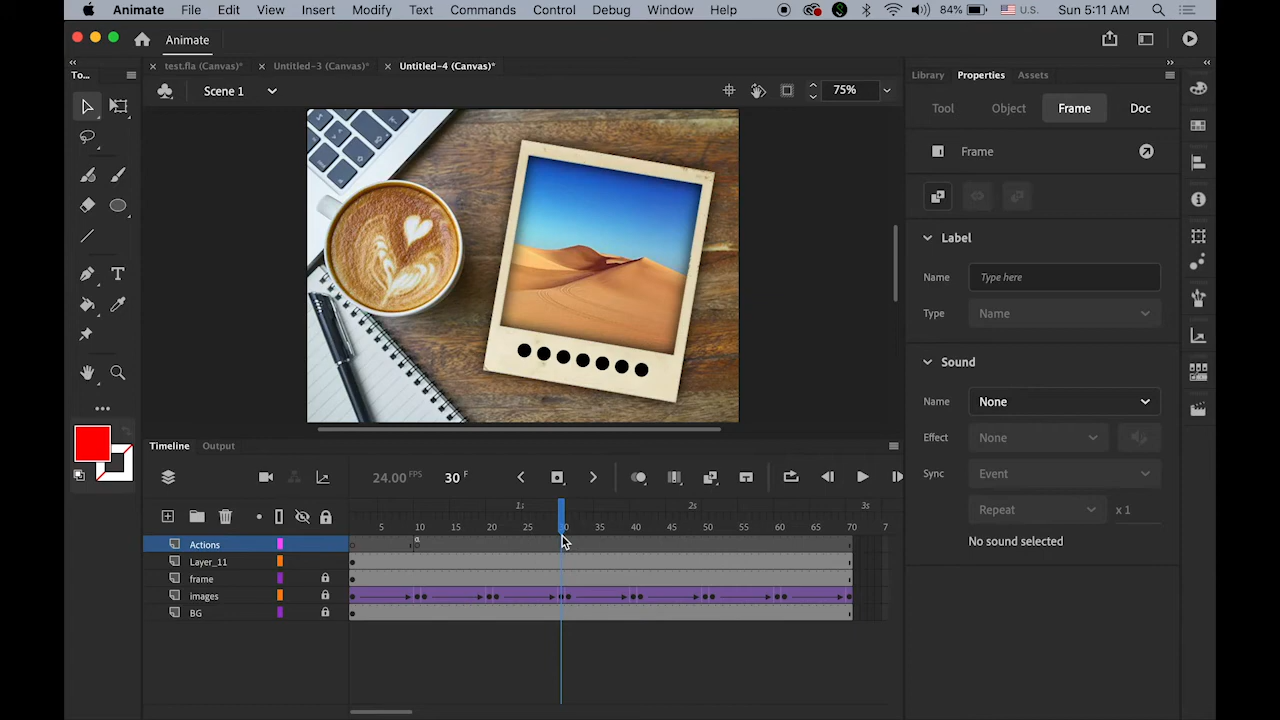 Animate File Edit View Insert Modify Text Commands Control Debug Window Help 84% U.S. Sun 5:11 AM
Animate
To...
× test.fla (Canvas)* × Untitled-3 (Canvas)* × Untitled-4 (Canvas)*
Scene 1 75%
Library Properties Assets
Tool Object Frame Doc
Frame
Label
Name Type here
Type Name
Sound
Name None
Effect None
Sync Event
Repeat x 1
No sound selected
Timeline Output
24.00 FPS 30 F
1s 2s 3s
5 10 15 20 25 30 35 40 45 50 55 60 65 70 7
Actions a
Layer_11
frame
images
BG